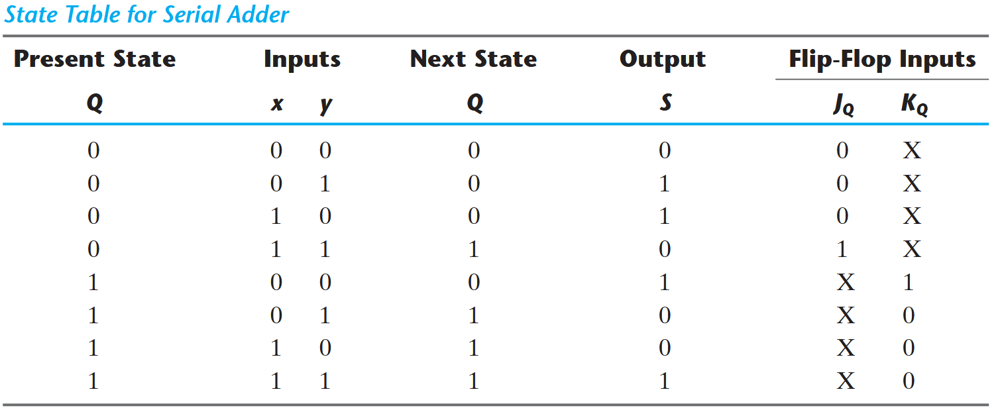 State Table for Serial Adder
Present State Inputs Next State Output Flip-Flop Inputs
Q x y Q S JQ KQ
0 0 0 0 0 0 X
0 0 1 0 1 0 X
0 1 0 0 1 0 X
0 1 1 1 0 1 X
1 0 0 0 1 X 1
1 0 1 1 0 X 0
1 1 0 1 0 X 0
1 1 1 1 1 X 0